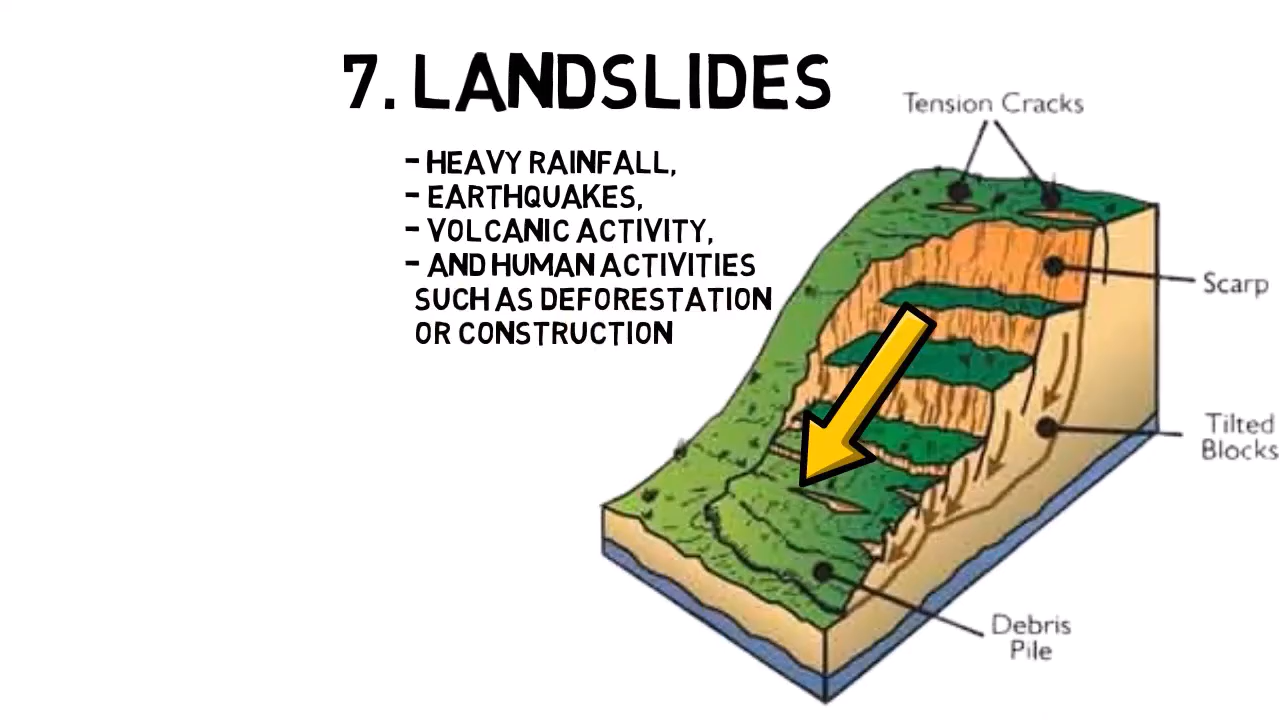 7. LANDSLIDES
- HEAVY RAINFALL,
- EARTHQUAKES,
- VOLCANIC ACTIVITY,
- AND HUMAN ACTIVITIES
SUCH AS DEFORESTATION
OR CONSTRUCTION
Tension Cracks
Scarp
Tilted
Blocks
Debris
Pile